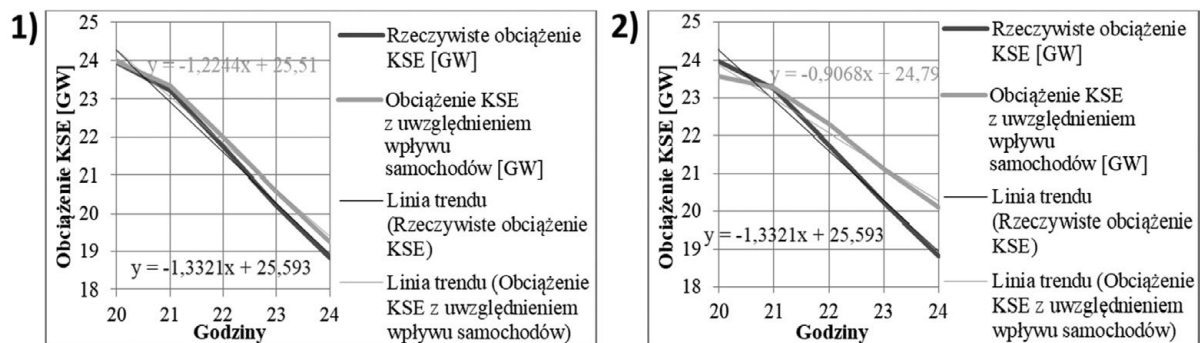 1)
Obciążenie KSE [GW]
25
24
23
22
21
20
19
18
y = -1,2244x + 25,51
y = -1,3321x + 25,593
20 21 22 23 24
Godziny
Rzeczywiste obciążenie
KSE [GW]
Obciążenie KSE
z uwzględnieniem
wpływu
samochodów [GW]
Linia trendu
(Rzeczywiste obciążenie
KSE)
Linia trendu (Obciążenie
KSE z uwzględnieniem
wpływu samochodów)
2)
Obciążenie KSE [GW]
25
24
23
22
21
20
19
18
y = -0,9068x + 24,79
y = -1,3321x + 25,593
20 21 22 23 24
Godziny
Rzeczywiste obciążenie
KSE [GW]
Obciążenie KSE
z uwzględnieniem
wpływu
samochodów [GW]
Linia trendu
(Rzeczywiste obciążenie
KSE)
Linia trendu (Obciążenie
KSE z uwzględnieniem
wpływu samochodów)